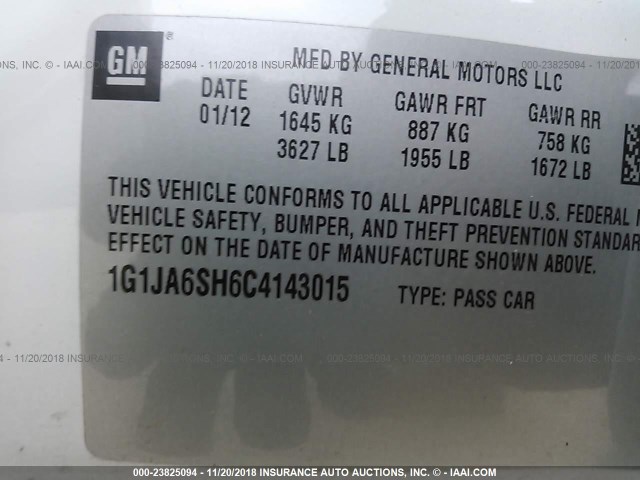 GM®
MFD BY GENERAL MOTORS LLC
DATE GVWR GAWR FRT GAWR RR
01/12 1645 KG 887 KG 758 KG
3627 LB 1955 LB 1672 LB
THIS VEHICLE CONFORMS TO ALL APPLICABLE U.S. FEDERAL
VEHICLE SAFETY, BUMPER, AND THEFT PREVENTION STANDAR
EFFECT ON THE DATE OF MANUFACTURE SHOWN ABOVE.
1G1JA6SH6C4143015 TYPE: PASS CAR
000-23825094 - 11/20/2018 INSURANCE AUTO AUCTIONS, INC. - IAAI.COM